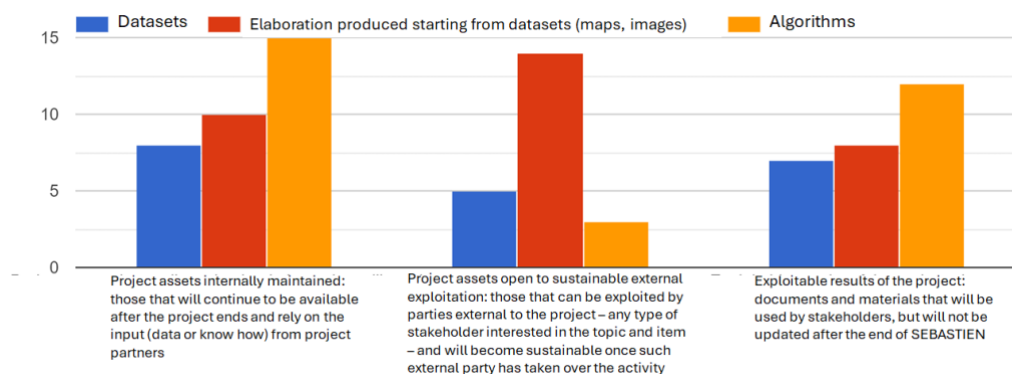 Datasets
Elaboration produced starting from datasets (maps, images)
Algorithms
15
10
5
0
Project assets internally maintained:
those that will continue to be available
after the project ends and rely on the
input (data or know how) from project
partners
Project assets open to sustainable external
exploitation: those that can be exploited by
parties external to the project – any type of
stakeholder interested in the topic and item
– and will become sustainable once such
external party has taken over the activity
Exploitable results of the project:
documents and materials that will be
used by stakeholders, but will not be
updated after the end of SEBASTIEN